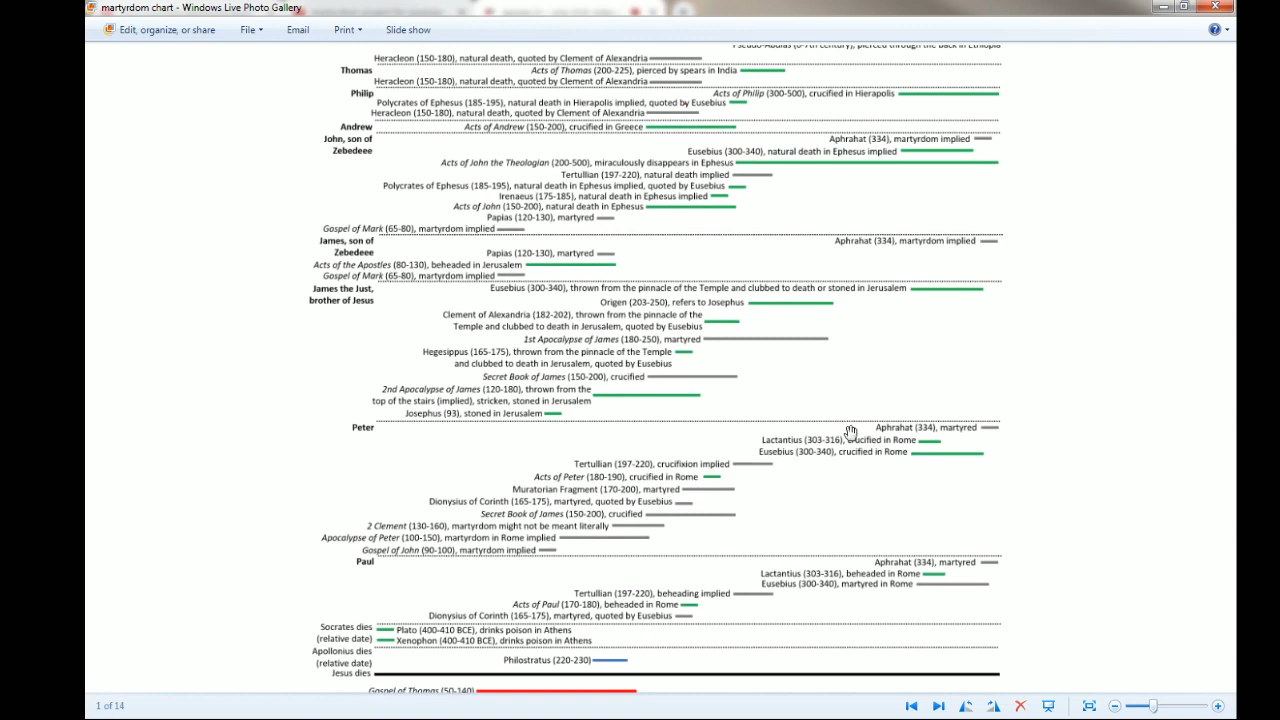 martyrdom chart - Windows Live Photo Gallery
Edit, organize, or share File Email Print Slide show
Pseudo-Abdias (6-7th century), pierced through the back in Ethiopia
Heracleon (150-180), natural death, quoted by Clement of Alexandria
Thomas Acts of Thomas (200-225), pierced by spears in India
Heracleon (150-180), natural death, quoted by Clement of Alexandria
Philip Acts of Philip (300-500), crucified in Hierapolis
Polycrates of Ephesus (185-195), natural death in Hierapolis implied, quoted by Eusebius
Heracleon (150-180), natural death, quoted by Clement of Alexandria
Andrew Acts of Andrew (150-200), crucified in Greece
John, son of Aphrahat (334), martyrdom implied
Zebedeee Eusebius (300-340), natural death in Ephesus implied
Acts of John the Theologian (200-500), miraculously disappears in Ephesus
Tertullian (197-220), natural death implied
Polycrates of Ephesus (185-195), natural death in Ephesus implied, quoted by Eusebius
Irenaeus (175-185), natural death in Ephesus implied
Acts of John (150-200), natural death in Ephesus
Papias (120-130), martyred
Gospel of Mark (65-80), martyrdom implied
James, son of Aphrahat (334), martyrdom implied
Zebedeee Papias (120-130), martyred
Acts of the Apostles (80-130), beheaded in Jerusalem
Gospel of Mark (65-80), martyrdom implied
James the Just, Eusebius (300-340), thrown from the pinnacle of the Temple and clubbed to death or stoned in Jerusalem
brother of Jesus Origen (203-250), refers to Josephus
Clement of Alexandria (182-202), thrown from the pinnacle of the
Temple and clubbed to death in Jerusalem, quoted by Eusebius
1st Apocalypse of James (180-250), martyred
Hegesippus (165-175), thrown from the pinnacle of the Temple
and clubbed to death in Jerusalem, quoted by Eusebius
Secret Book of James (150-200), crucified
2nd Apocalypse of James (120-180), thrown from the
top of the stairs (implied), stricken, stoned in Jerusalem
Josephus (93), stoned in Jerusalem
Peter Aphrahat (334), martyred
Lactantius (303-316), crucified in Rome
Eusebius (300-340), crucified in Rome
Tertullian (197-220), crucifixion implied
Acts of Peter (180-190), crucified in Rome
Muratorian Fragment (170-200), martyred
Dionysius of Corinth (165-175), martyred, quoted by Eusebius
Secret Book of James (150-200), crucified
2 Clement (130-160), martyrdom might not be meant literally
Apocalypse of Peter (100-150), martyrdom in Rome implied
Gospel of John (90-100), martyrdom implied
Paul Aphrahat (334), martyred
Lactantius (303-316), beheaded in Rome
Eusebius (300-340), martyred in Rome
Tertullian (197-220), beheading implied
Acts of Paul (170-180), beheaded in Rome
Dionysius of Corinth (165-175), martyred, quoted by Eusebius
Socrates dies Plato (400-410 BCE), drinks poison in Athens
(relative date) Xenophon (400-410 BCE), drinks poison in Athens
Apollonius dies
(relative date) Philostratus (220-230)
Jesus dies
Gospel of Thomas (50-140)
1 of 14